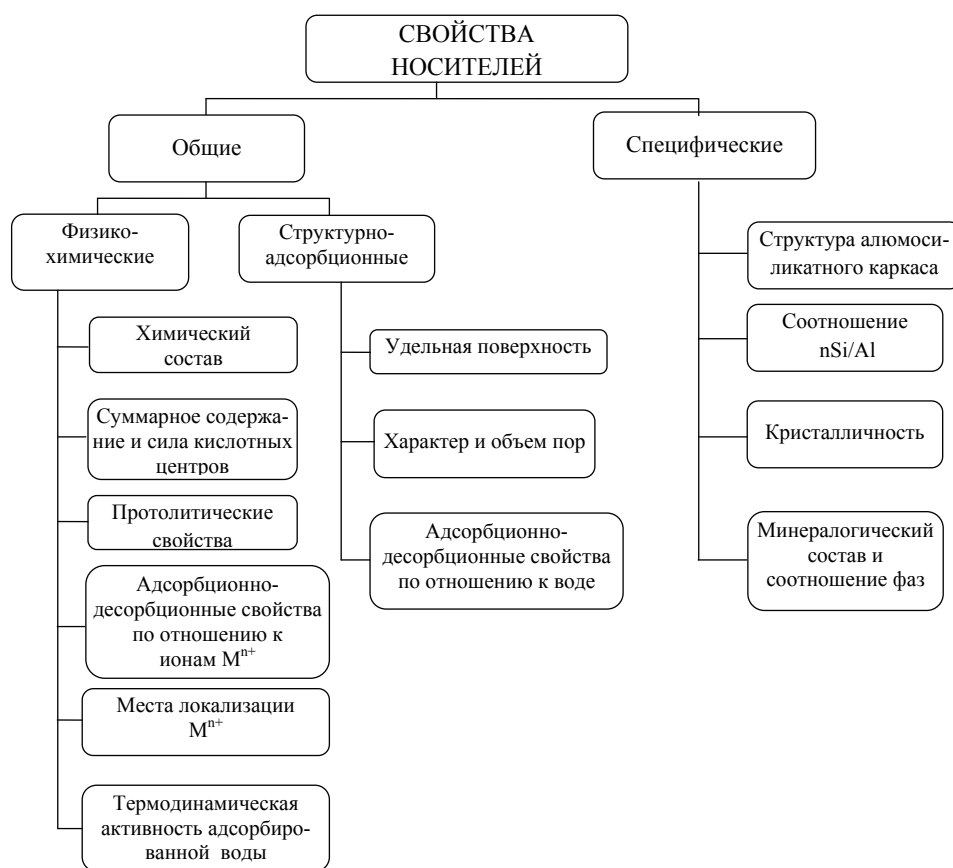 СВОЙСТВА
НОСИТЕЛЕЙ
Общие
Специфические
Физико-
химические
Структурно-
адсорбционные
Химический
состав
Суммарное содержа-
ние и сила кислотных
центров
Протолитические
свойства
Адсорбционно-
десорбционные свойства
по отношению к
ионам Mⁿ⁺
Места локализации
Mⁿ⁺
Термодинамическая
активность адсорбиро-
ванной воды
Удельная поверхность
Характер и объем пор
Адсорбционно-
десорбционные свойства
по отношению к воде
Структура алюмоси-
ликатного каркаса
Соотношение
nSi/Al
Кристалличность
Минералогический
состав и
соотношение фаз